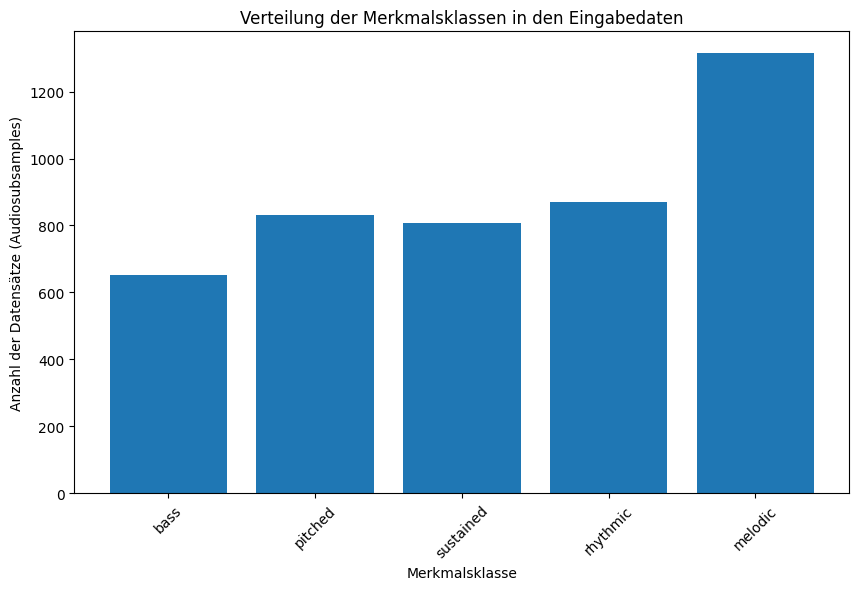 Verteilung der Merkmalsklassen in den Eingabedaten
Anzahl der Datensätze (Audiosubsamples)
1200
1000
800
600
400
200
0
bass
pitched
sustained
rhythmic
melodic
Merkmalsklasse